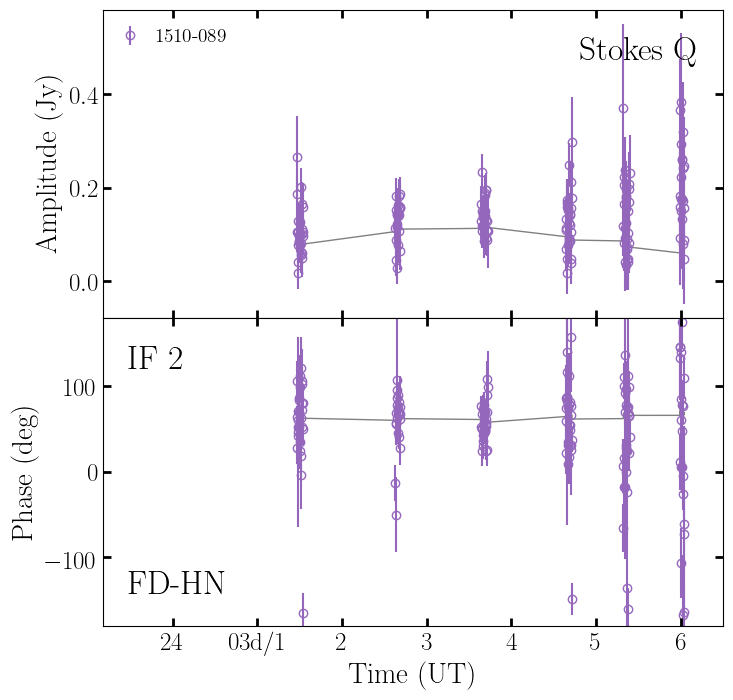 1510-089
Stokes Q
Amplitude (Jy)
0.4
0.2
0.0
IF 2
Phase (deg)
100
0
−100
FD-HN
24 03d/1 2 3 4 5 6
Time (UT)